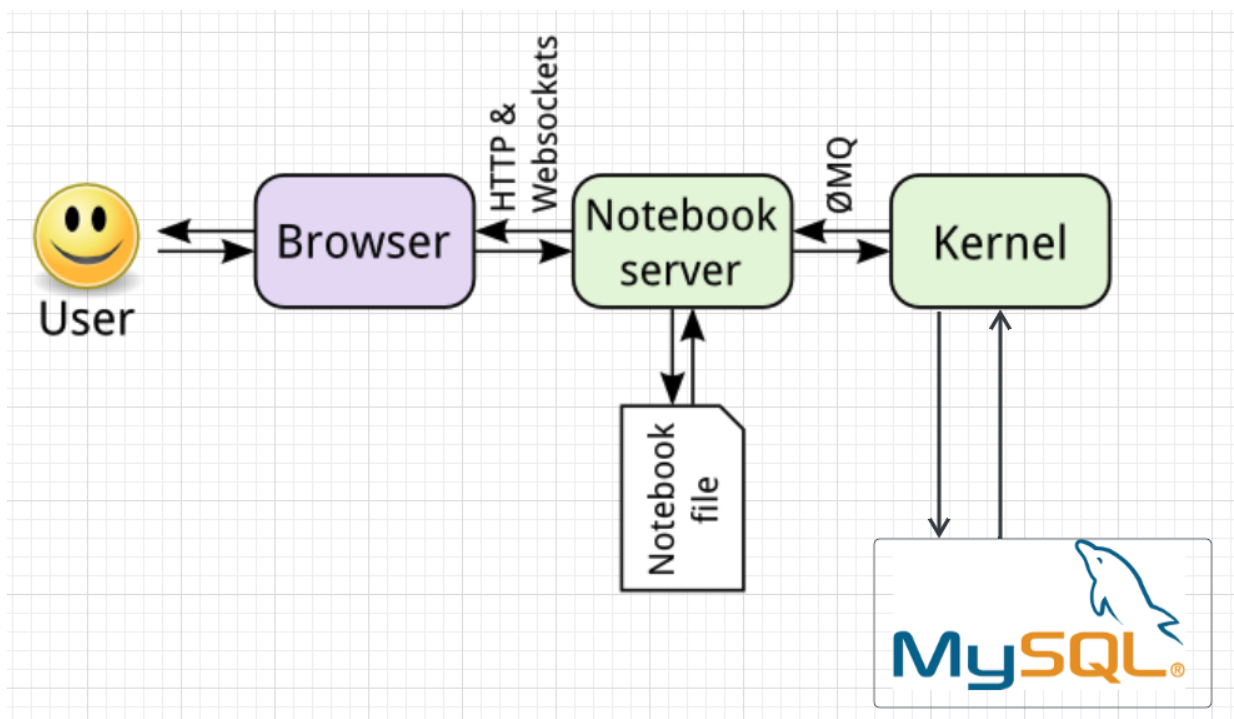 HTTP &
Websockets
ØMQ
User
Browser
Notebook
server
Kernel
Notebook
file
MySQL®